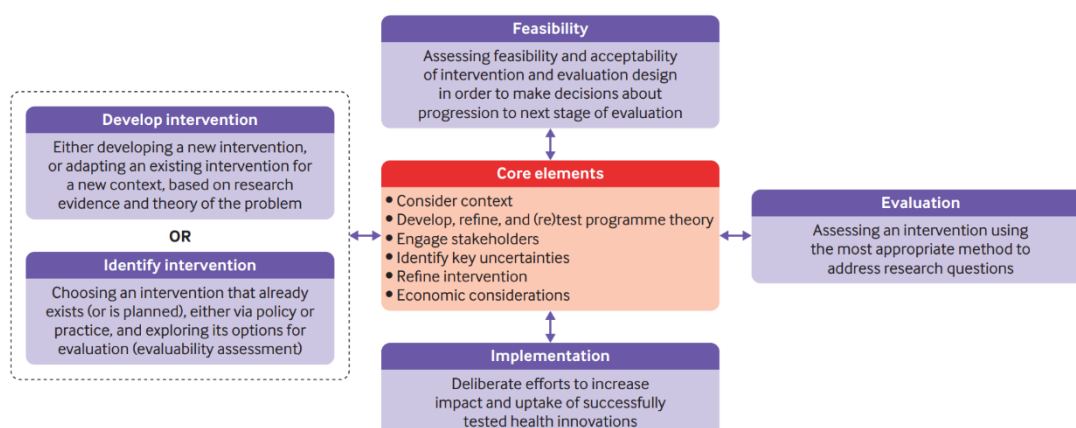 Feasibility
Assessing feasibility and acceptability
of intervention and evaluation design
in order to make decisions about
progression to next stage of evaluation
Develop intervention
Either developing a new intervention,
or adapting an existing intervention for
a new context, based on research
evidence and theory of the problem
OR
Identify intervention
Choosing an intervention that already
exists (or is planned), either via policy or
practice, and exploring its options for
evaluation (evaluability assessment)
Core elements
• Consider context
• Develop, refine, and (re)test programme theory
• Engage stakeholders
• Identify key uncertainties
• Refine intervention
• Economic considerations
Evaluation
Assessing an intervention using
the most appropriate method to
address research questions
Implementation
Deliberate efforts to increase
impact and uptake of successfully
tested health innovations